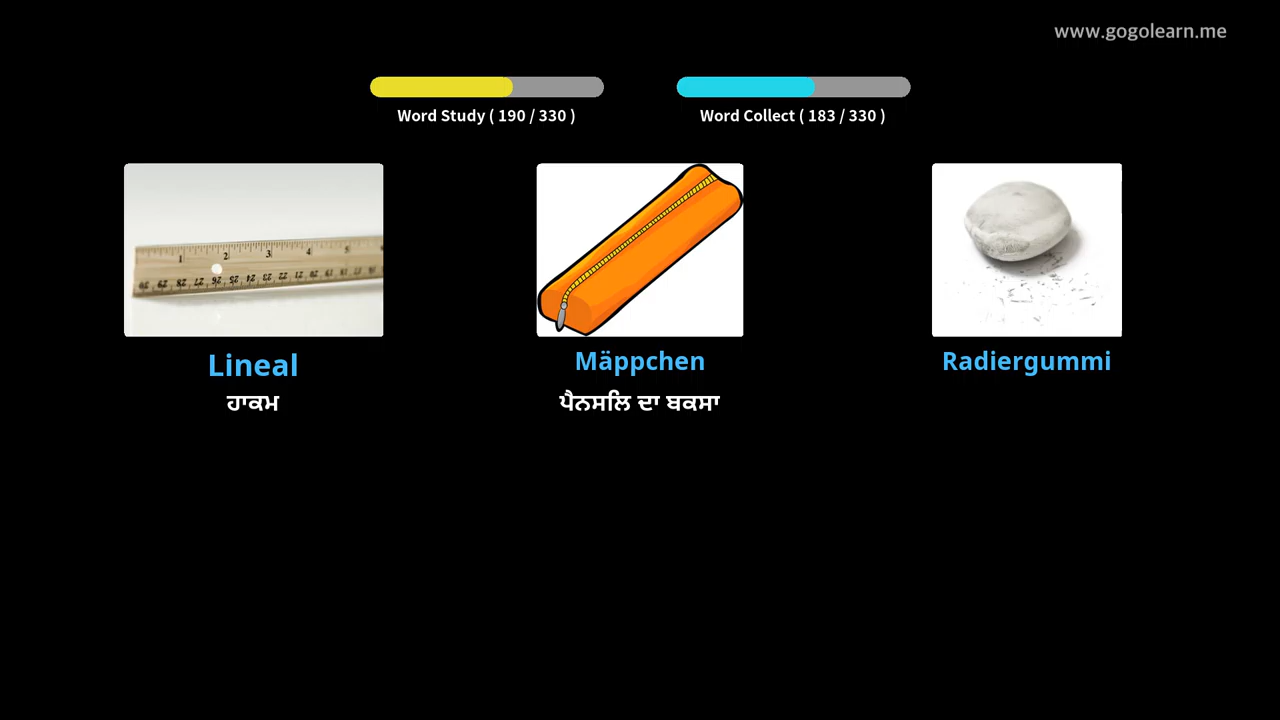 www.gogolearn.me
Word Study ( 190 / 330 )
Word Collect ( 183 / 330 )
Lineal
Mäppchen
Radiergummi
ਹਾਕਮ
ਪੈਨਸਲਿ ਦਾ ਬਕਸਾ